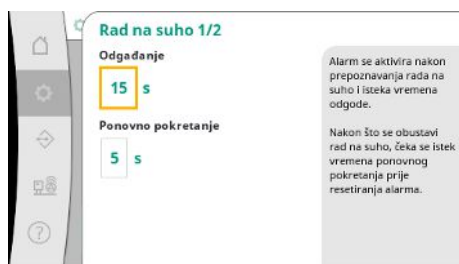 Rad na suho 1/2
Odgađanje
15 s
Ponovno pokretanje
5 s
Alarm se aktivira nakon
prepoznavanja rada na
suho i isteka vremena
odgode.
Nakon što se obustavi
rad na suho, čeka se istek
vremena ponovnog
pokretanja prije
resetiranja alarma.
?